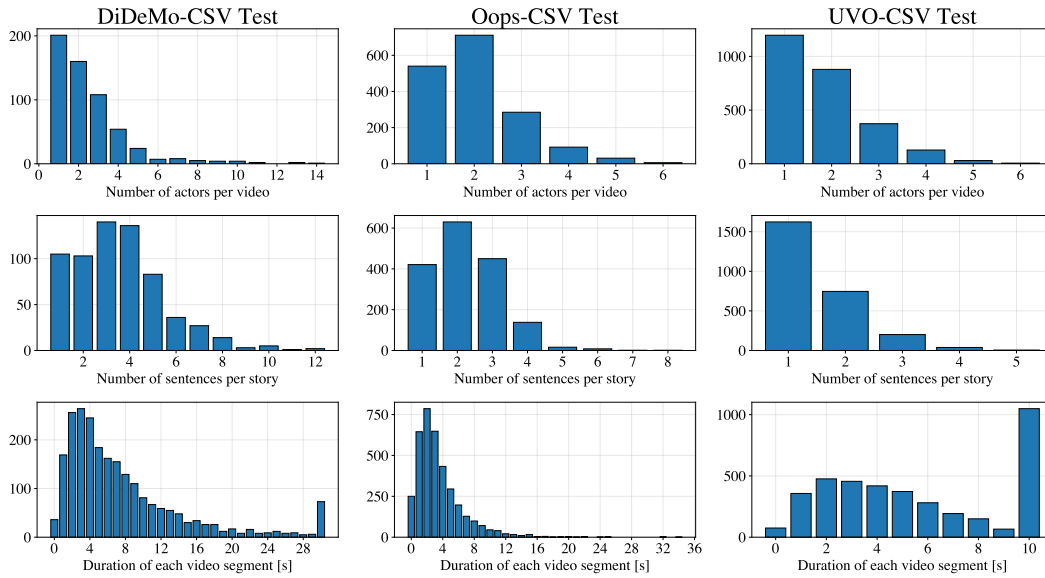 DiDeMo-CSV Test
Oops-CSV Test
UVO-CSV Test
200
100
0
0 2 4 6 8 10 12 14
Number of actors per video
600
400
200
0
1 2 3 4 5 6
Number of actors per video
1000
500
0
1 2 3 4 5 6
Number of actors per video
100
50
0
2 4 6 8 10 12
Number of sentences per story
600
400
200
0
1 2 3 4 5 6 7 8
Number of sentences per story
1500
1000
500
0
1 2 3 4 5
Number of sentences per story
200
100
0
0 4 8 12 16 20 24 28
Duration of each video segment [s]
750
500
250
0
0 4 8 12 16 20 24 28 32 36
Duration of each video segment [s]
1000
500
0
0 2 4 6 8 10
Duration of each video segment [s]